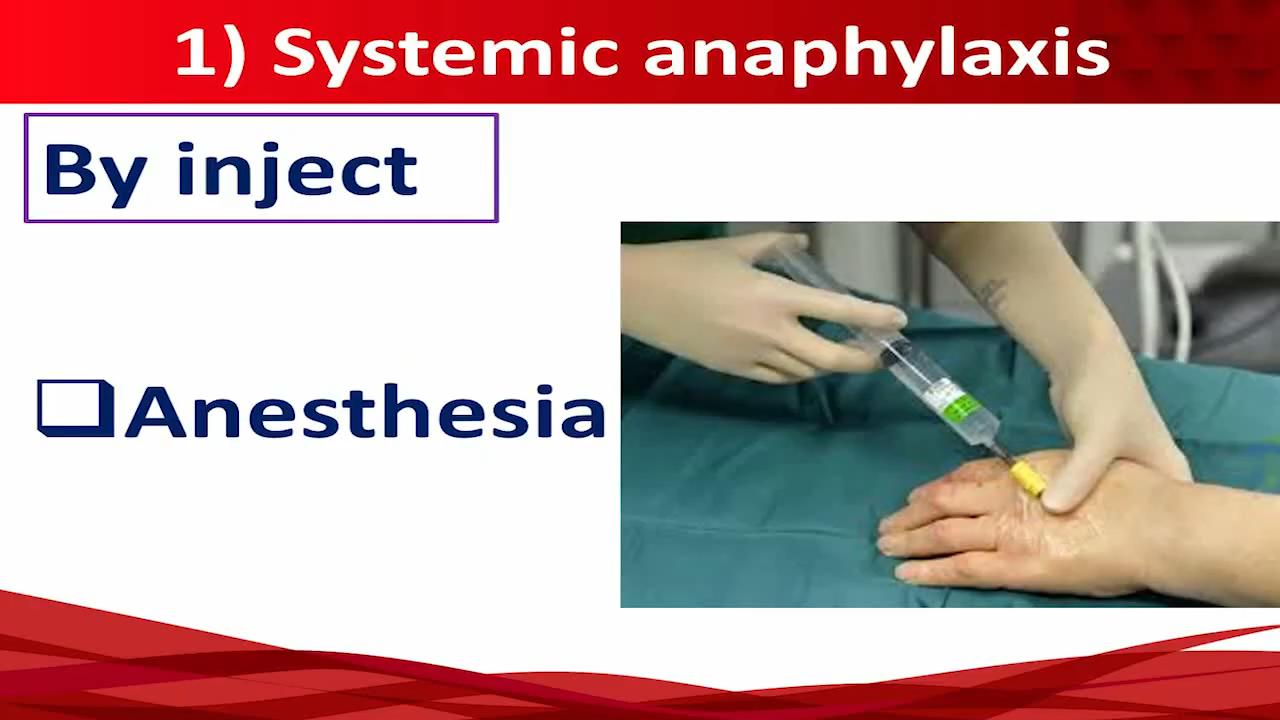 1) Systemic anaphylaxis
By inject
❑Anesthesia